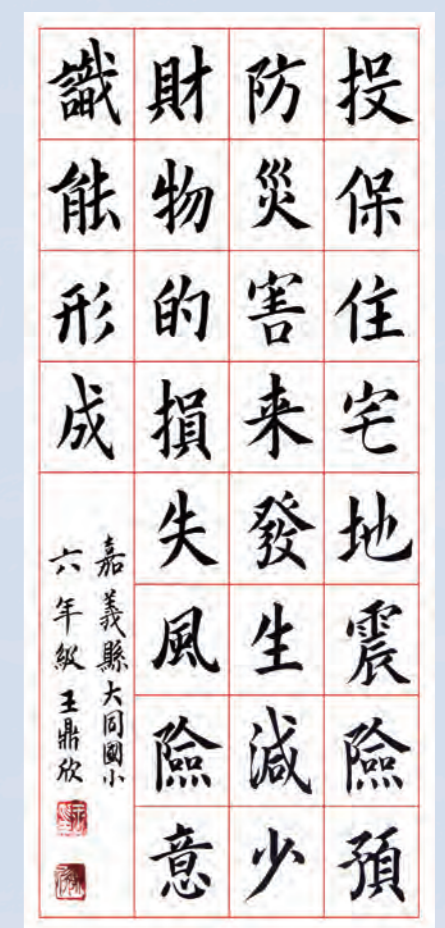 投保住宅地震險預
防災害来發生減少
財物的損失風險意
識能形成
嘉義縣大同國小
六年級王鼎欣